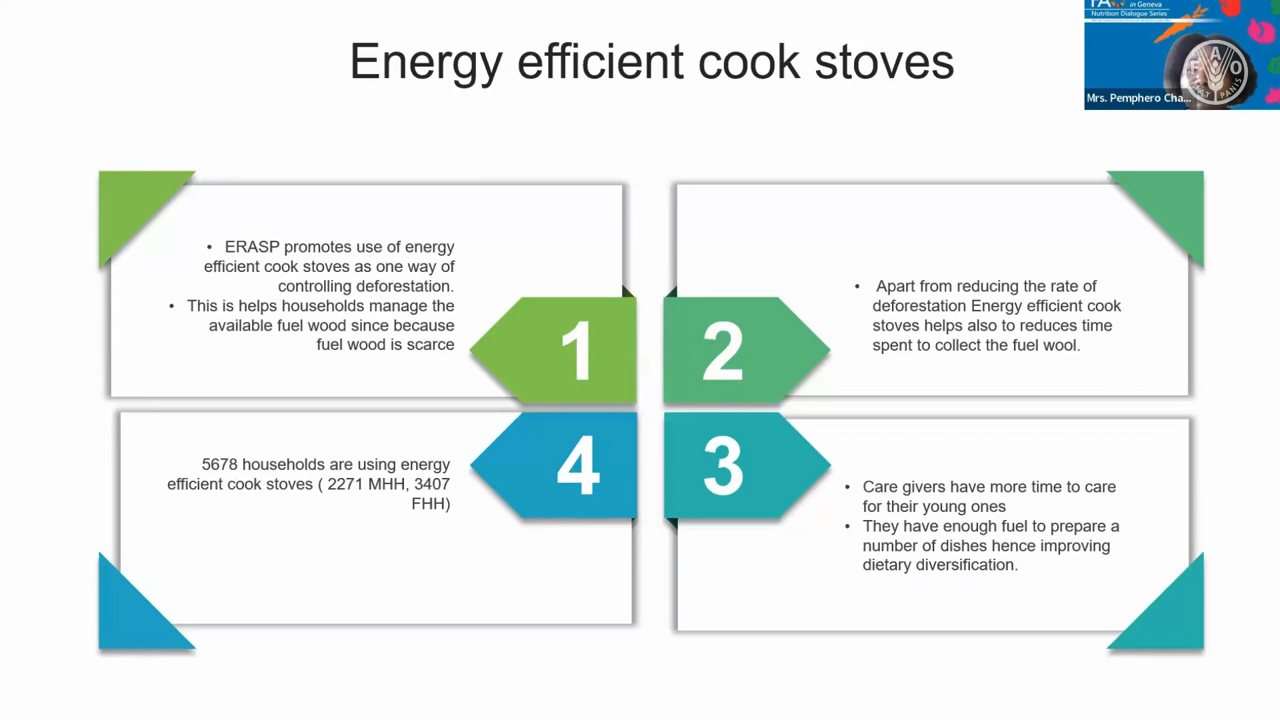 Energy efficient cook stoves
in Geneva
Nutrition Dialogue Series
Mrs. Pemphero Cha...
• ERASP promotes use of energy
efficient cook stoves as one way of
controlling deforestation.
• This is helps households manage the
available fuel wood since because
fuel wood is scarce
1
2
• Apart from reducing the rate of
deforestation Energy efficient cook
stoves helps also to reduces time
spent to collect the fuel wool.
5678 households are using energy
efficient cook stoves ( 2271 MHH, 3407
FHH)
4
3
• Care givers have more time to care
for their young ones
• They have enough fuel to prepare a
number of dishes hence improving
dietary diversification.